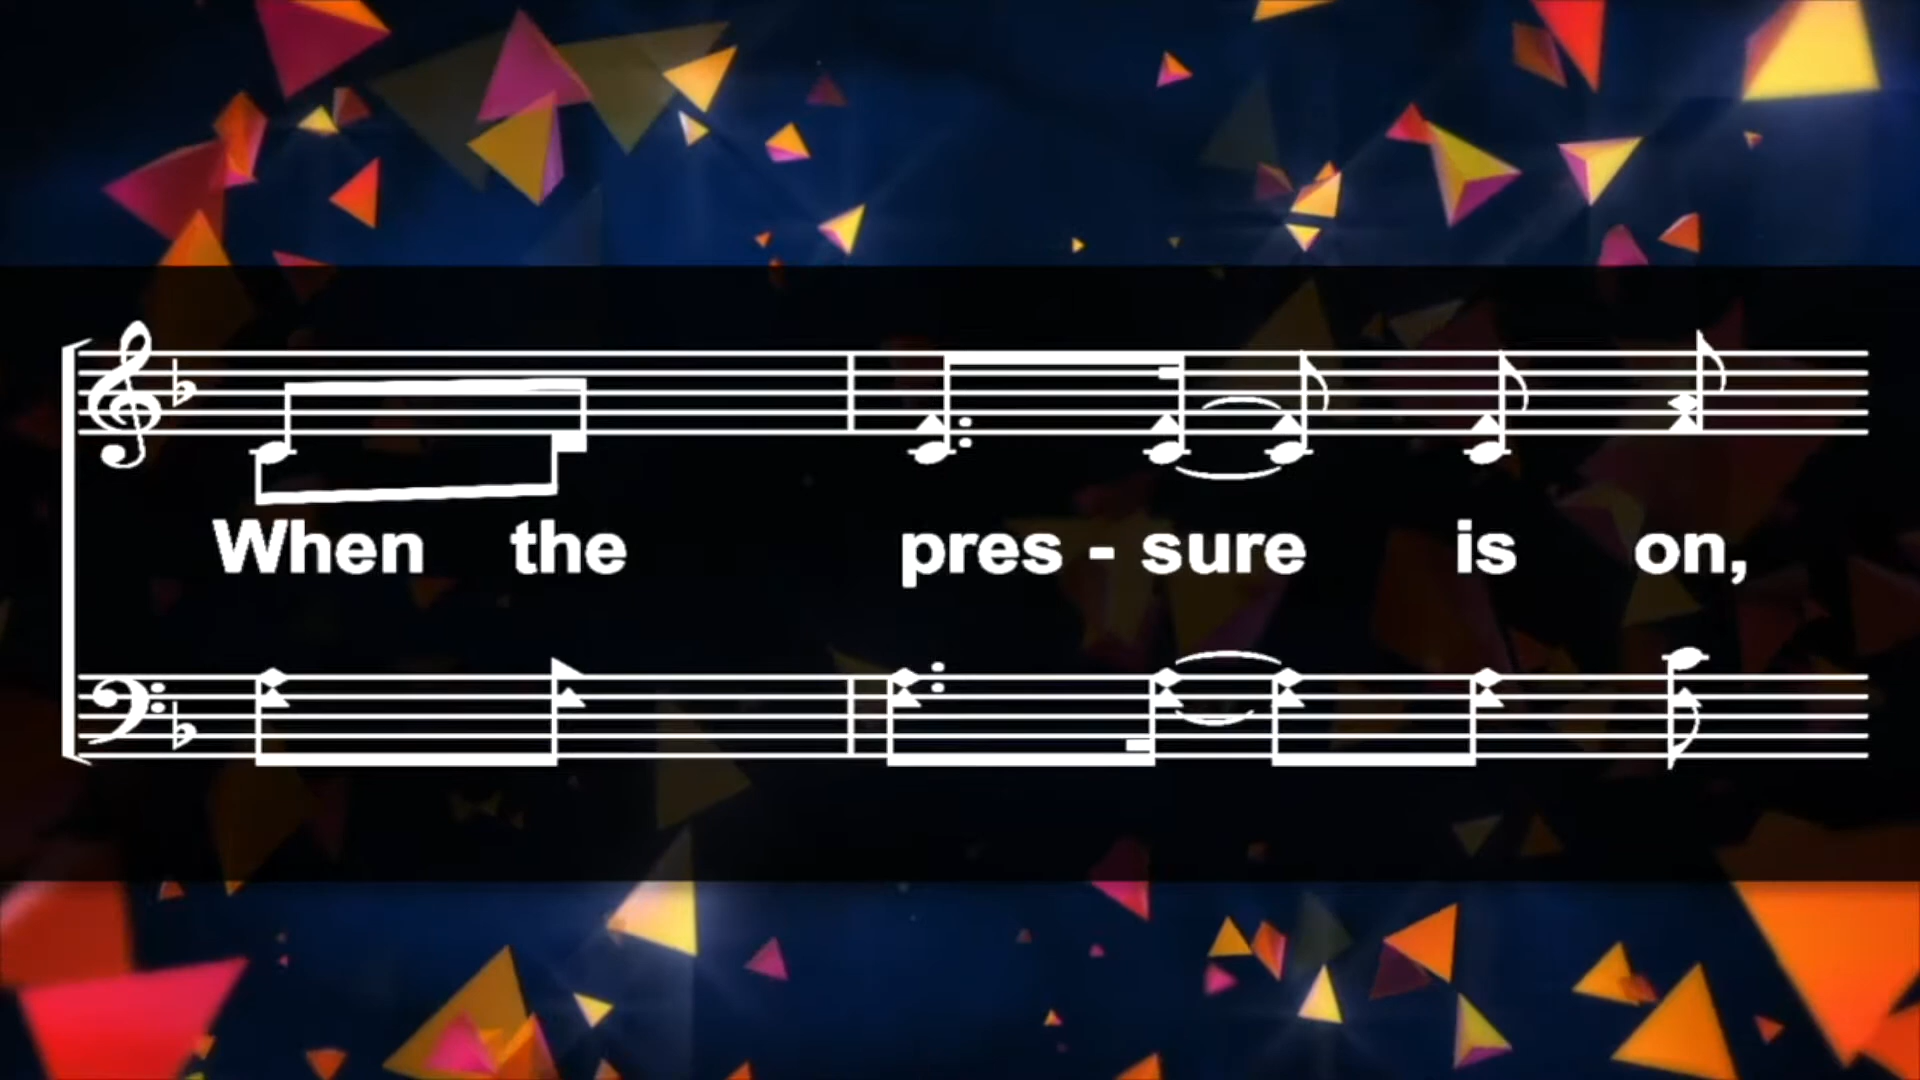 When the pres - sure is on,